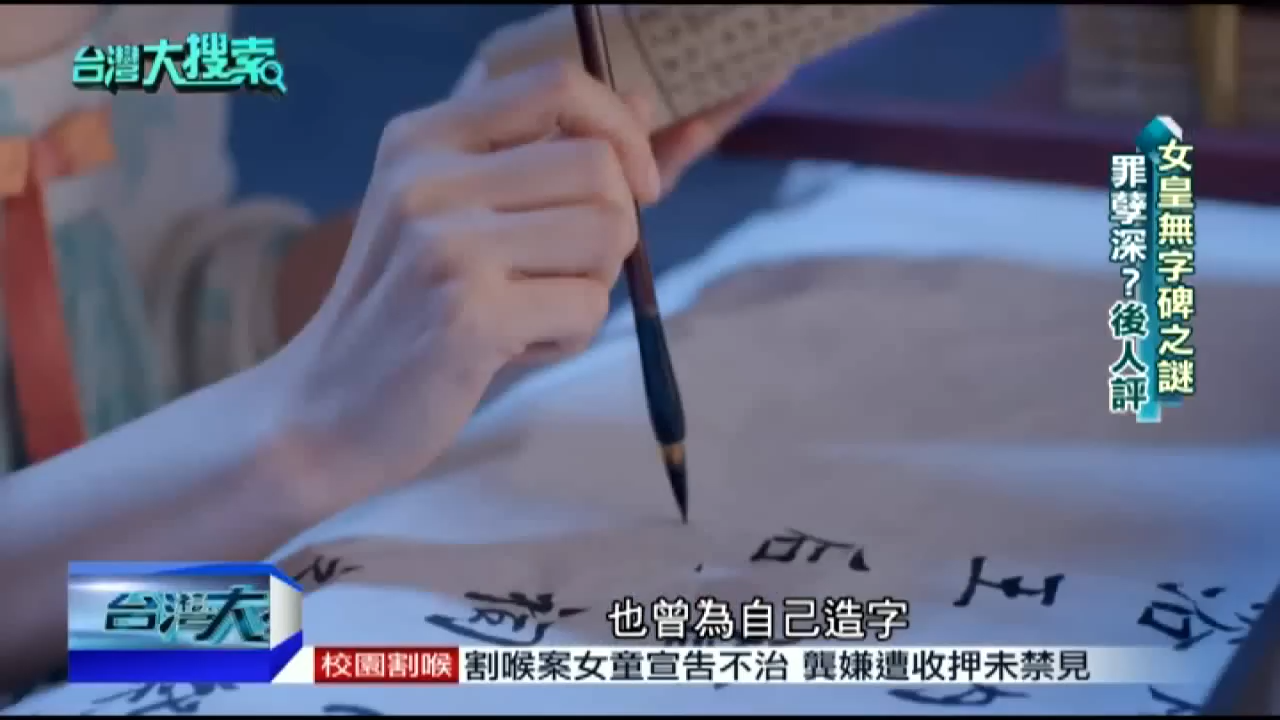 台灣大搜索
女皇無字碑之謎
罪孽深？後人評
也曾為自己造字
台灣大
校園割喉 割喉案女童宣告不治 龔嫌遭收押未禁見